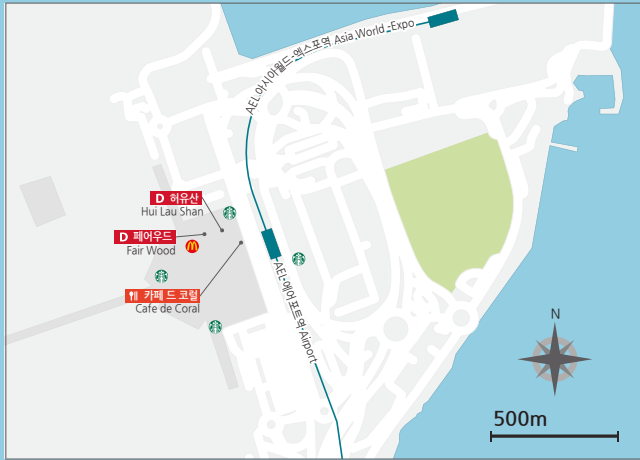 AEL 아시아월드-엑스포역 Asia World-Expo
D 허유산
Hui Lau Shan
D 페어우드
Fair Wood
카페 드 코럴
Cafe de Coral
AEL 에어포트역 Airport
N
500m